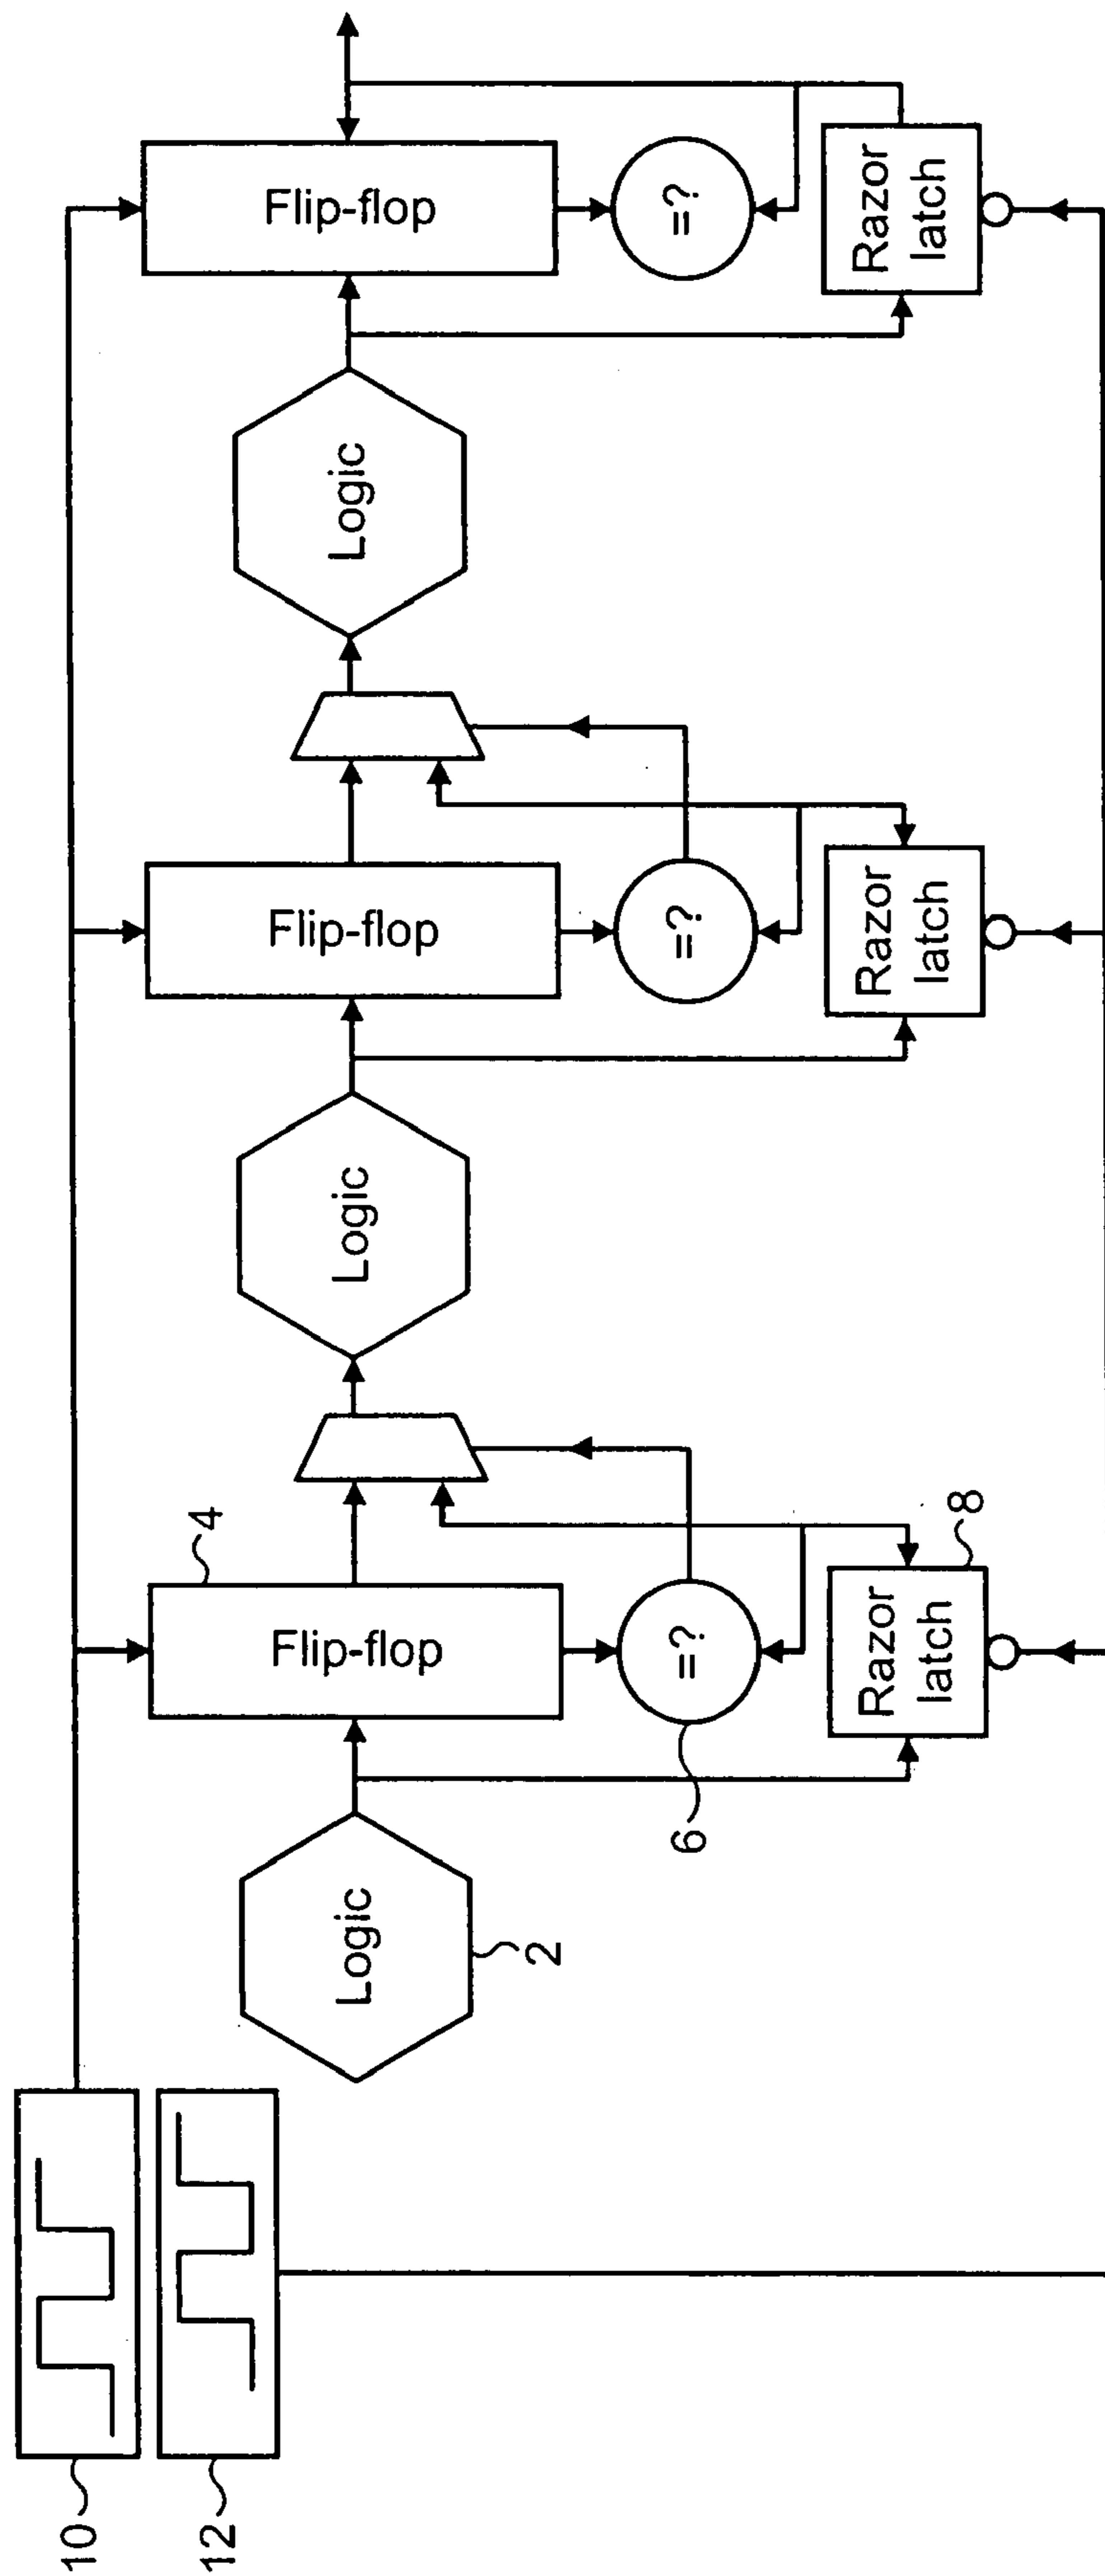 10
12
Logic
2
Flip-flop
4
=?
6
Razor
latch
8
Logic
Flip-flop
=?
Razor
latch
Logic
Flip-flop
=?
Razor
latch